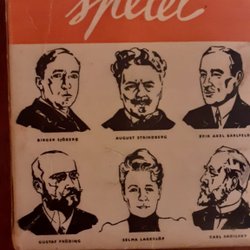 spelet
BIRGER SJÖBERG AUGUST STRINDBERG ERIK AXEL KARLFELDT
GUSTAF FRÖDING SELMA LAGERLÖF CARL SNOILSKY